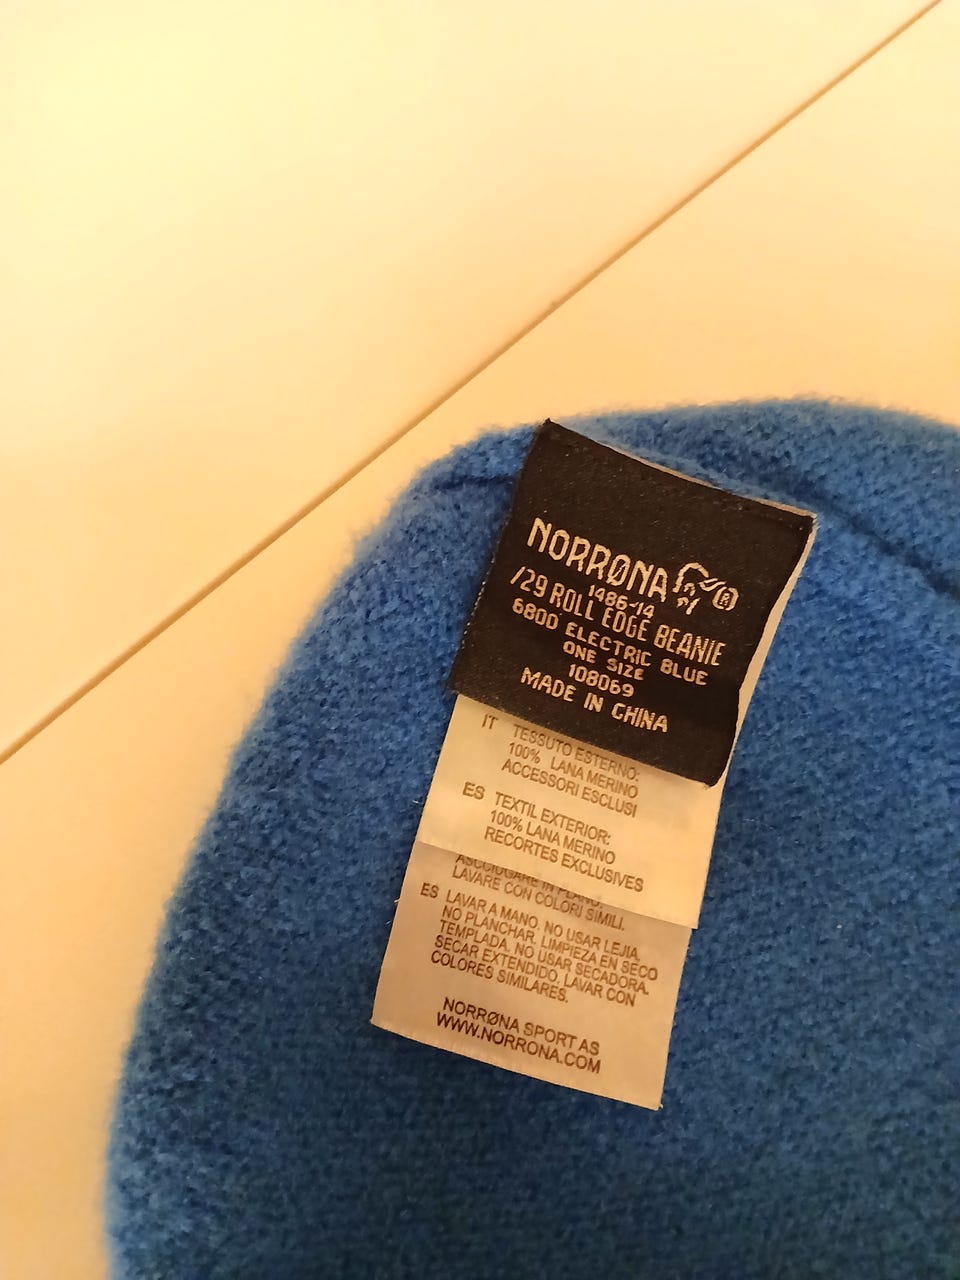 NORRØNA ®
1486-14
/29 ROLL EDGE BEANIE
6800 ELECTRIC BLUE
ONE SIZE
108069
MADE IN CHINA
IT TESSUTO ESTERNO:
100% LANA MERINO
ACCESSORI ESCLUSI
ES TEXTIL EXTERIOR:
100% LANA MERINO
RECORTES EXCLUSIVES
ASCIUGARE IN PIANO.
LAVARE CON COLORI SIMILI.
ES LAVAR A MANO. NO USAR LEJIA.
NO PLANCHAR. LIMPIEZA EN SECO
TEMPLADA. NO USAR SECADORA.
SECAR EXTENDIDO. LAVAR CON
COLORES SIMILARES.
NORRØNA SPORT AS
WWW.NORRONA.COM